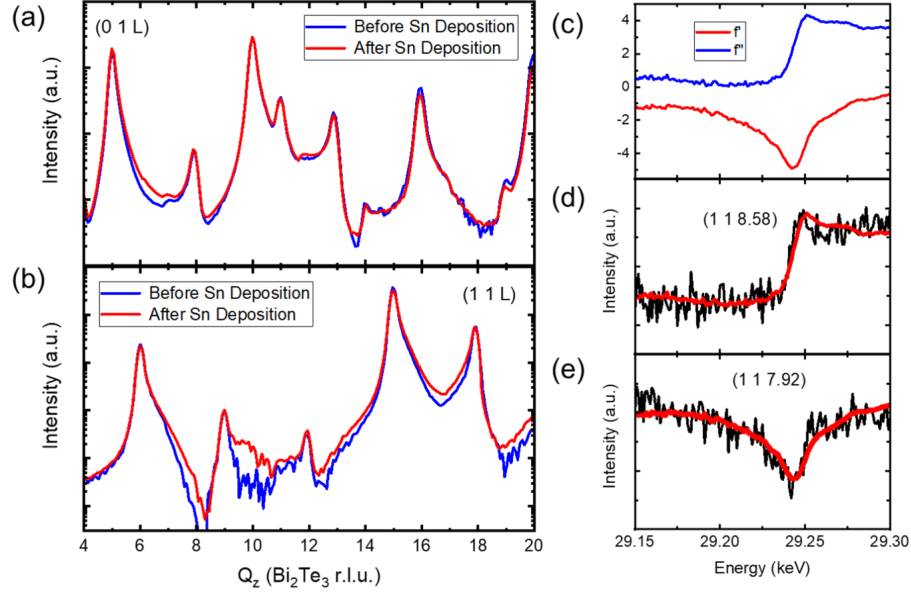 (a)
(0 1 L)
Before Sn Deposition
After Sn Deposition
Intensity (a.u.)
(b)
Before Sn Deposition
After Sn Deposition
(1 1 L)
Intensity (a.u.)
4 6 8 10 12 14 16 18 20
Q_z (Bi₂Te₃ r.l.u.)
(c)
f'
f''
4
2
0
-2
-4
(d)
(1 1 8.58)
Intensity (a.u.)
(e)
(1 1 7.92)
Intensity (a.u.)
29.15 29.20 29.25 29.30
Energy (keV)